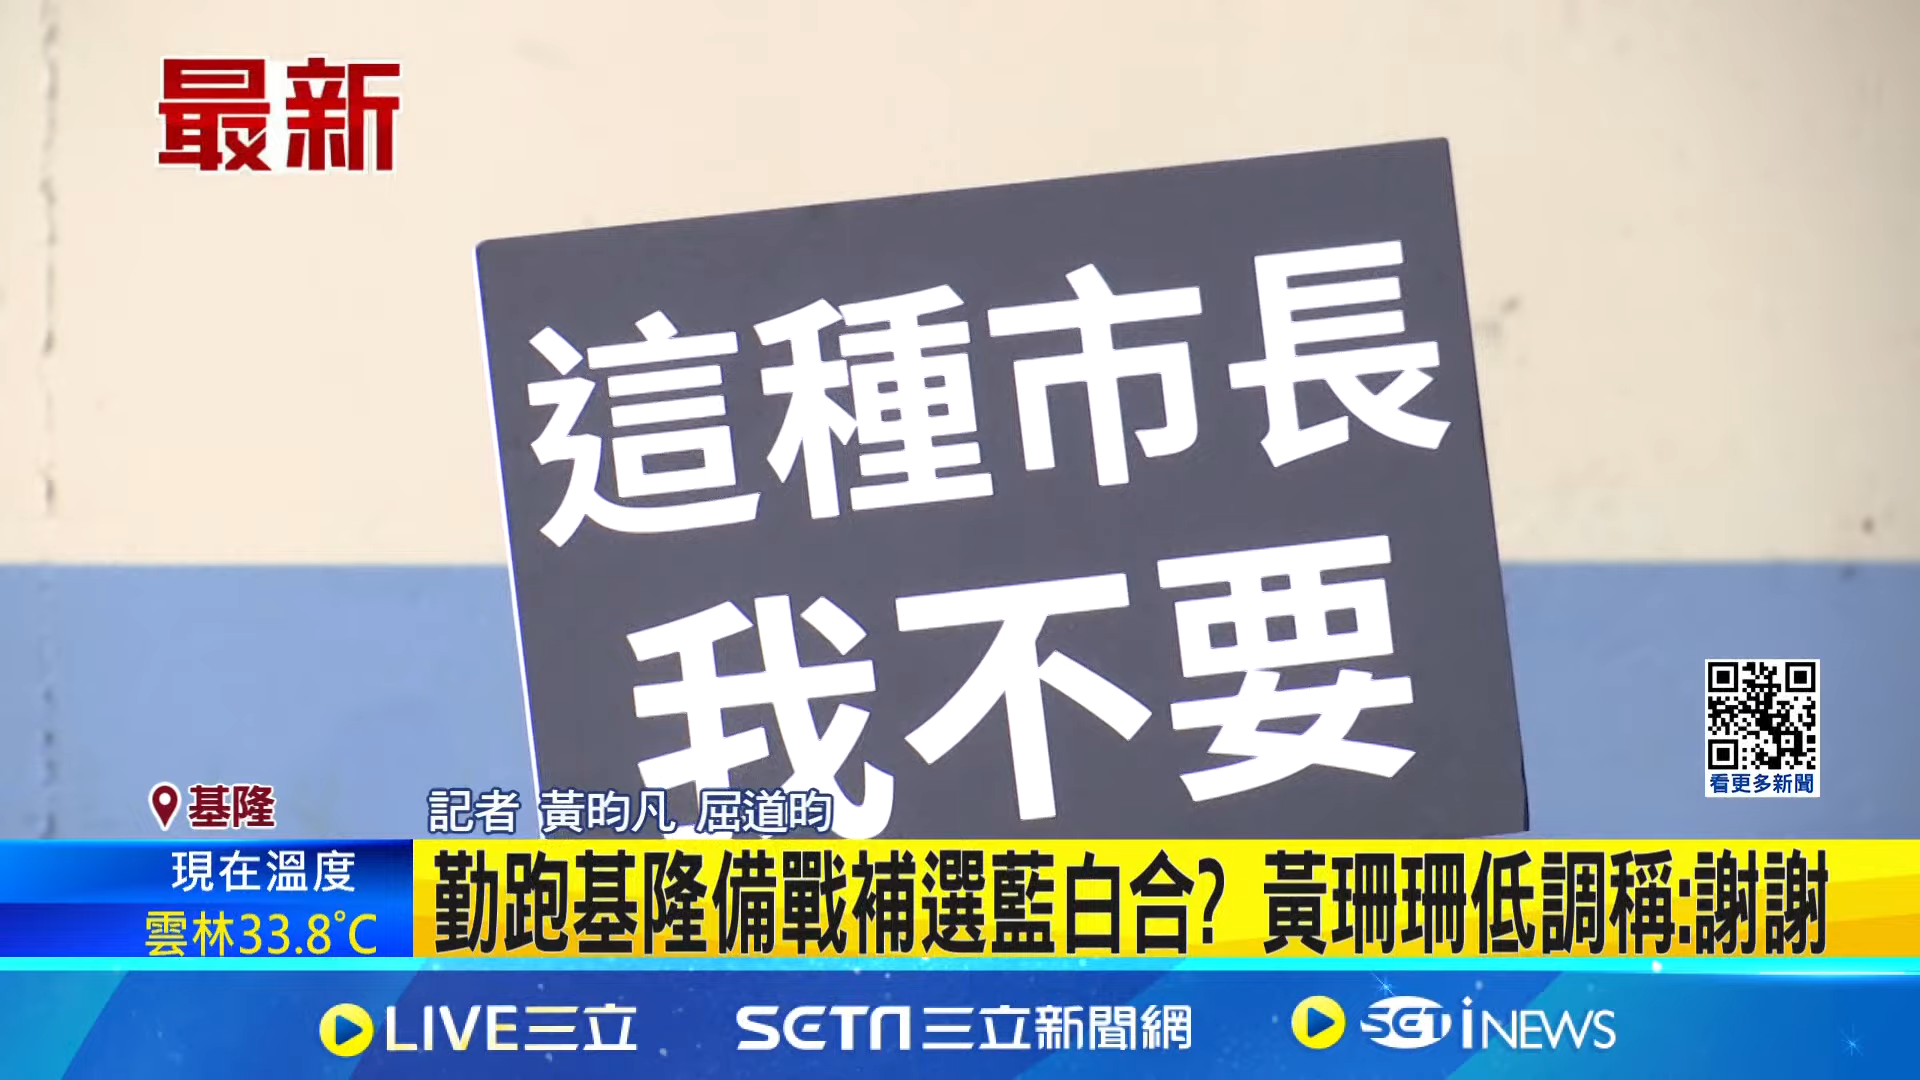 最新
這種市長
我不要
看更多新聞
基隆
記者 黃昀凡 屈道昀
現在溫度
雲林33.8°C
勤跑基隆備戰補選藍白合? 黃珊珊低調稱:謝謝
LIVE三立
SETN三立新聞網
SETiNEWS